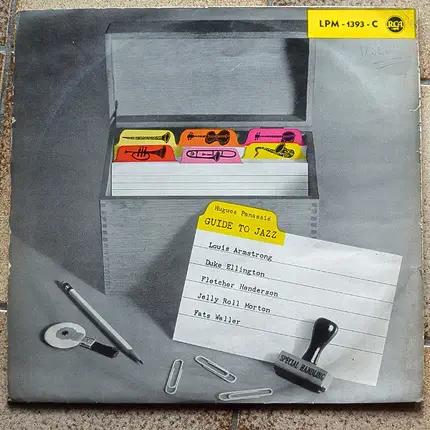 LPM - 1393 - C
RCA
Hugues Panassié
GUIDE TO JAZZ
Louis Armstrong
Duke Ellington
Fletcher Henderson
Jelly Roll Morton
Fats Waller
SPECIAL HANDLING